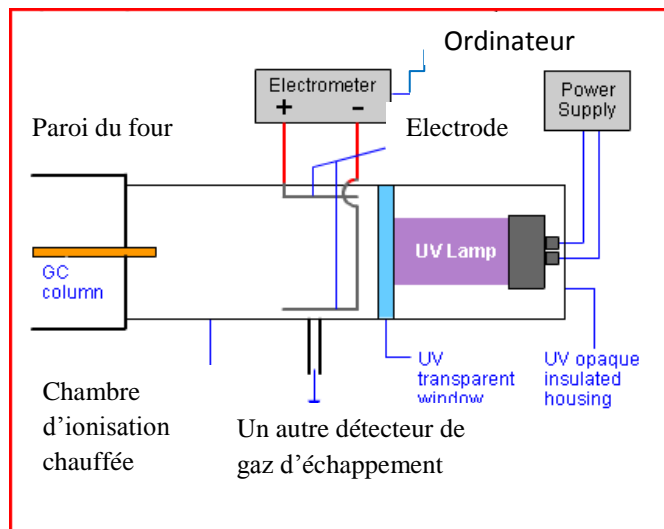 Ordinateur
Electrometer
+ −
Power
Supply
Paroi du four
Electrode
UV Lamp
GC
column
UV
transparent
window
UV opaque
insulated
housing
Chambre
d’ionisation
chauffée
Un autre détecteur de
gaz d’échappement